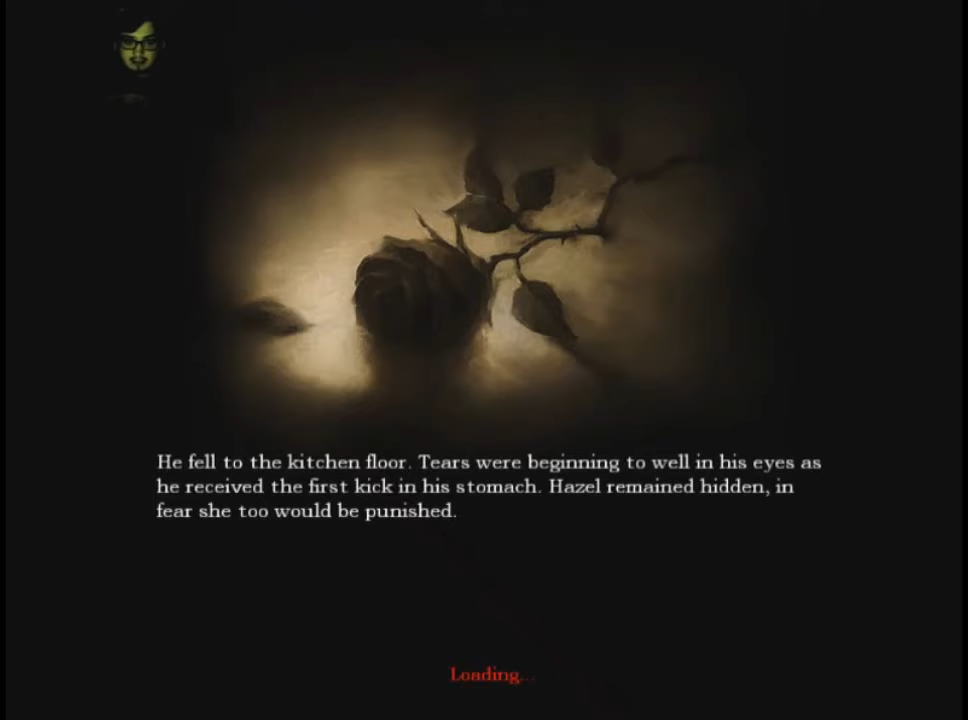 He fell to the kitchen floor. Tears were beginning to well in his eyes as
he received the first kick in his stomach. Hazel remained hidden, in
fear she too would be punished.
Loading...